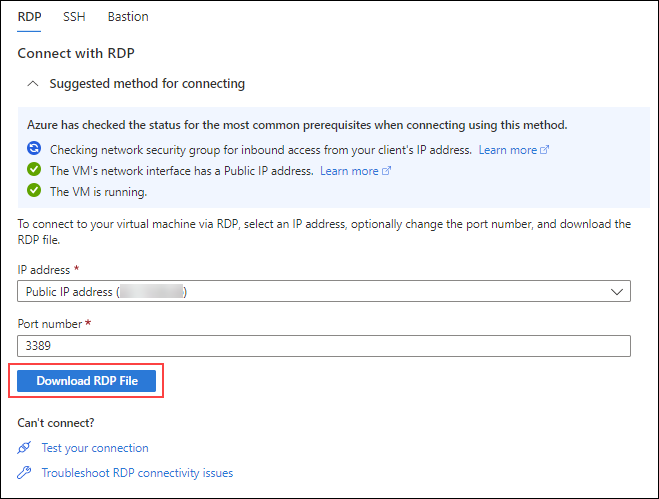 RDP SSH Bastion
Connect with RDP
Suggested method for connecting
Azure has checked the status for the most common prerequisites when connecting using this method.
Checking network security group for inbound access from your client's IP address. Learn more
The VM's network interface has a Public IP address. Learn more
The VM is running.
To connect to your virtual machine via RDP, select an IP address, optionally change the port number, and download the
RDP file.
IP address *
Public IP address ( )
Port number *
3389
Download RDP File
Can't connect?
Test your connection
Troubleshoot RDP connectivity issues